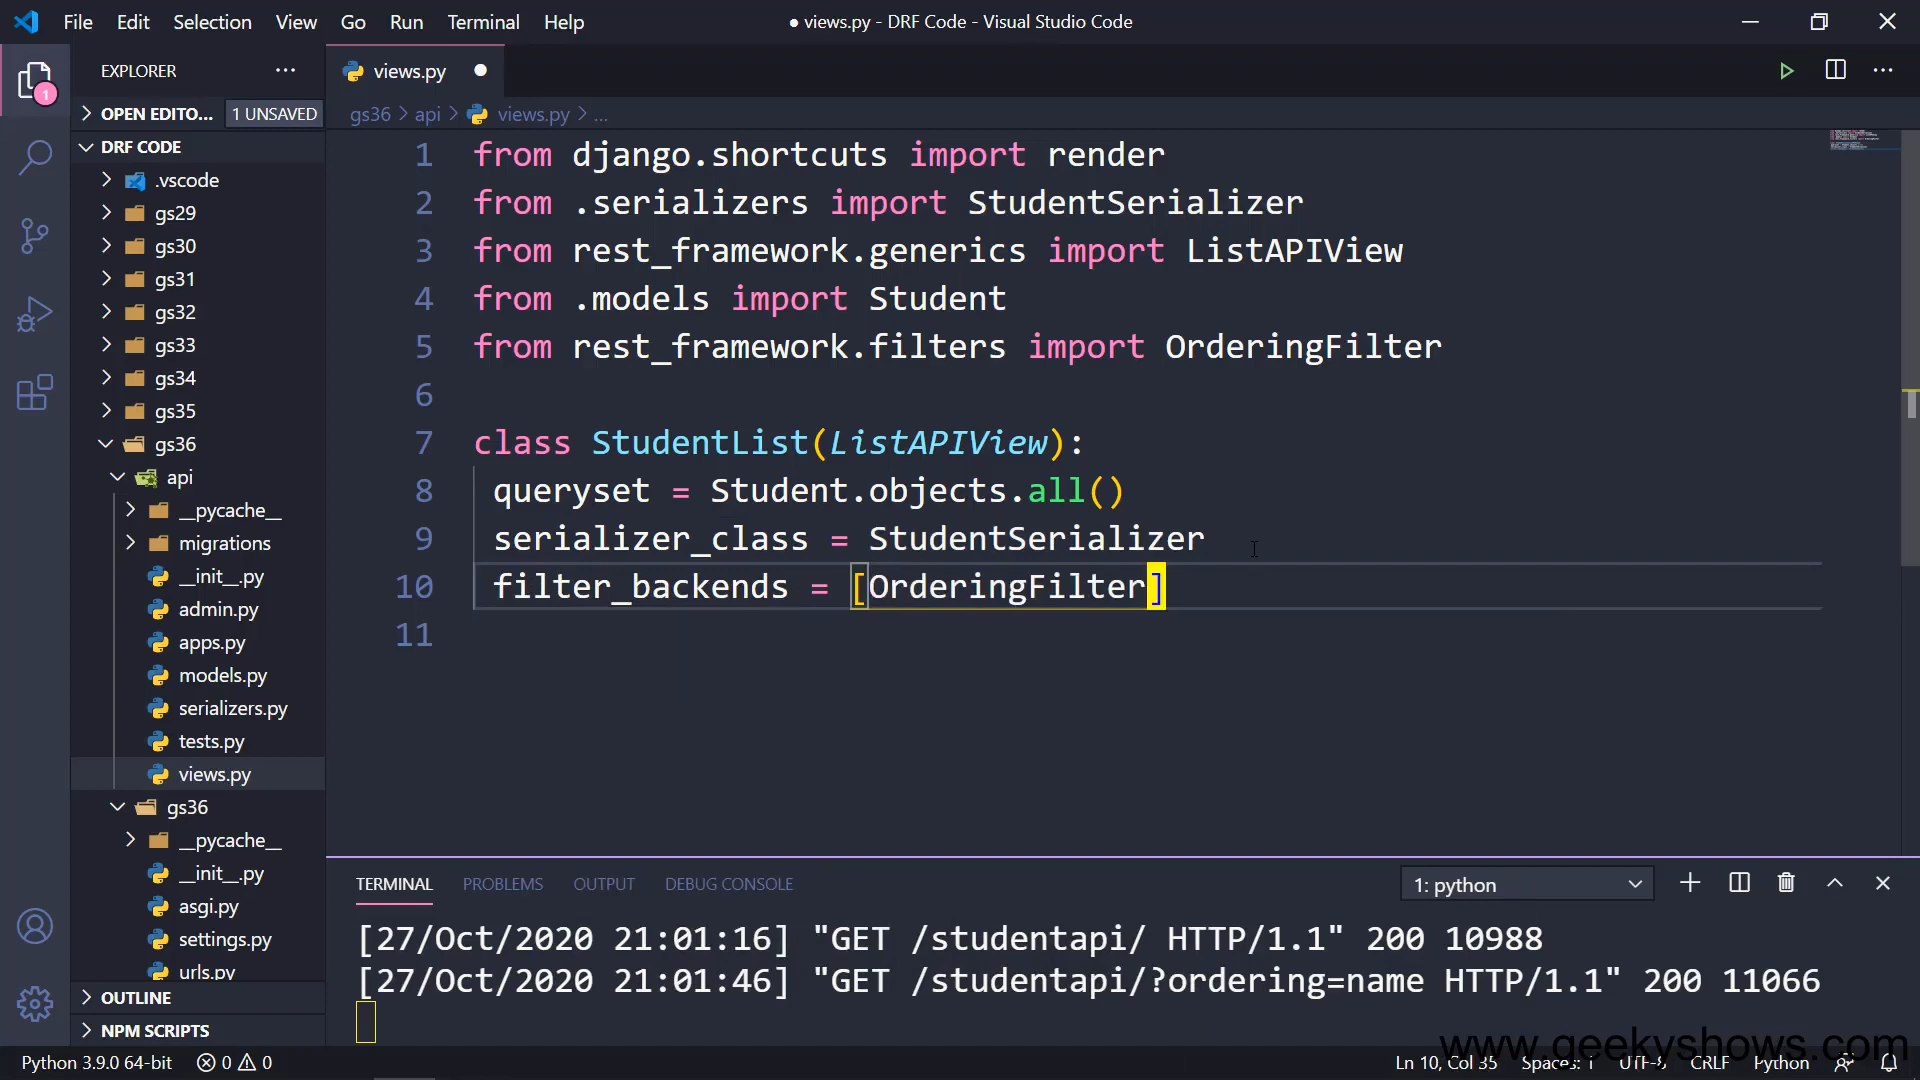 File Edit Selection View Go Run Terminal Help
● views.py - DRF Code - Visual Studio Code
EXPLORER
1
OPEN EDITO... 1 UNSAVED
DRF CODE
.vscode
gs29
gs30
gs31
gs32
gs33
gs34
gs35
gs36
api
__pycache__
migrations
__init__.py
admin.py
apps.py
models.py
serializers.py
tests.py
views.py
gs36
__pycache__
__init__.py
asgi.py
settings.py
urls.py
OUTLINE
NPM SCRIPTS
views.py
gs36 > api > views.py > ...
1 from django.shortcuts import render
2 from .serializers import StudentSerializer
3 from rest_framework.generics import ListAPIView
4 from .models import Student
5 from rest_framework.filters import OrderingFilter
6
7 class StudentList(ListAPIView):
8 queryset = Student.objects.all()
9 serializer_class = StudentSerializer
10 filter_backends = [OrderingFilter]
11
TERMINAL PROBLEMS OUTPUT DEBUG CONSOLE
1: python
[27/Oct/2020 21:01:16] "GET /studentapi/ HTTP/1.1" 200 10988
[27/Oct/2020 21:01:46] "GET /studentapi/?ordering=name HTTP/1.1" 200 11066
www.geekyshows.com
Python 3.9.0 64-bit 0 0 Ln 10, Col 35 Spaces: 1 UTF-8 CRLF Python